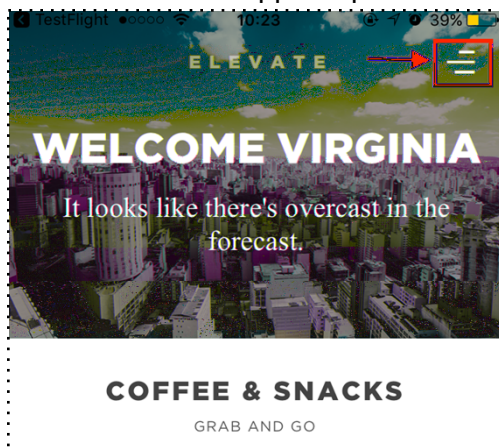 TestFlight 10:23 39%
ELEVATE
WELCOME VIRGINIA
It looks like there's overcast in the
forecast.
COFFEE & SNACKS
GRAB AND GO